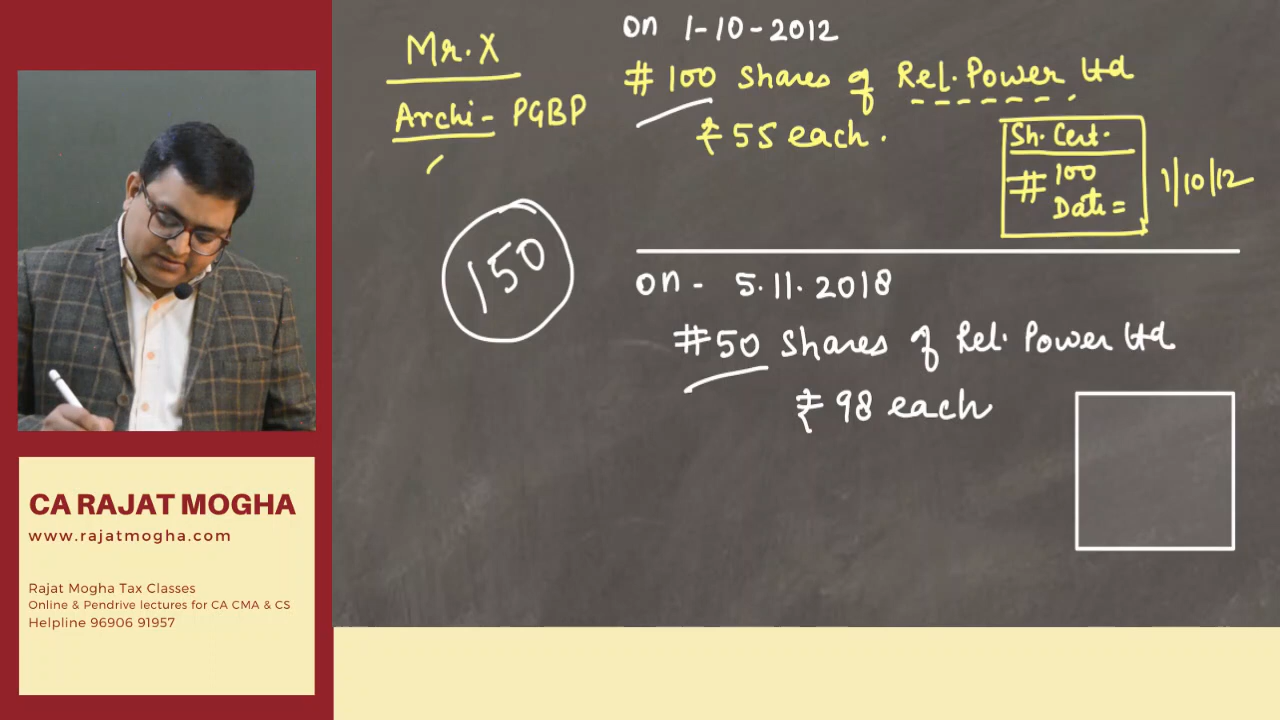 Mr. X
Archi- PGBP
on 1-10-2012
# 100 Shares of Rel. Power Ltd
₹ 55 each.
Sh. Cert.
# 100
Date =
1/10/12
150
on - 5.11.2018
#50 Shares of Rel. Power Ltd
₹ 98 each
CA RAJAT MOGHA
www.rajatmogha.com
Rajat Mogha Tax Classes
Online & Pendrive lectures for CA CMA & CS
Helpline 96906 91957